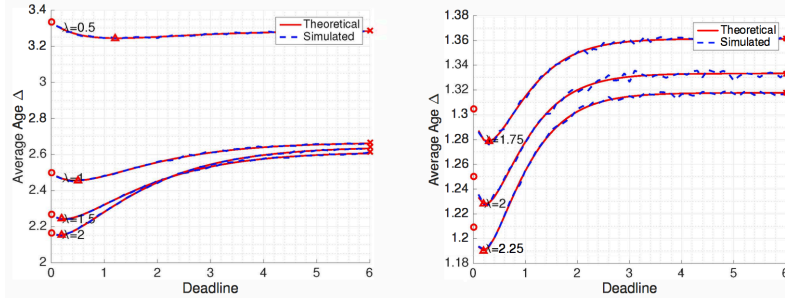 3.4
3.2
3
2.8
2.6
2.4
2.2
2
Average Age Δ
0 1 2 3 4 5 6
Deadline
Theoretical
Simulated
λ=0.5
λ=1
λ=1.5
λ=2
1.38
1.36
1.34
1.32
1.3
1.28
1.26
1.24
1.22
1.2
1.18
Average Age Δ
0 1 2 3 4 5 6
Deadline
Theoretical
Simulated
λ=1.75
λ=2
λ=2.25